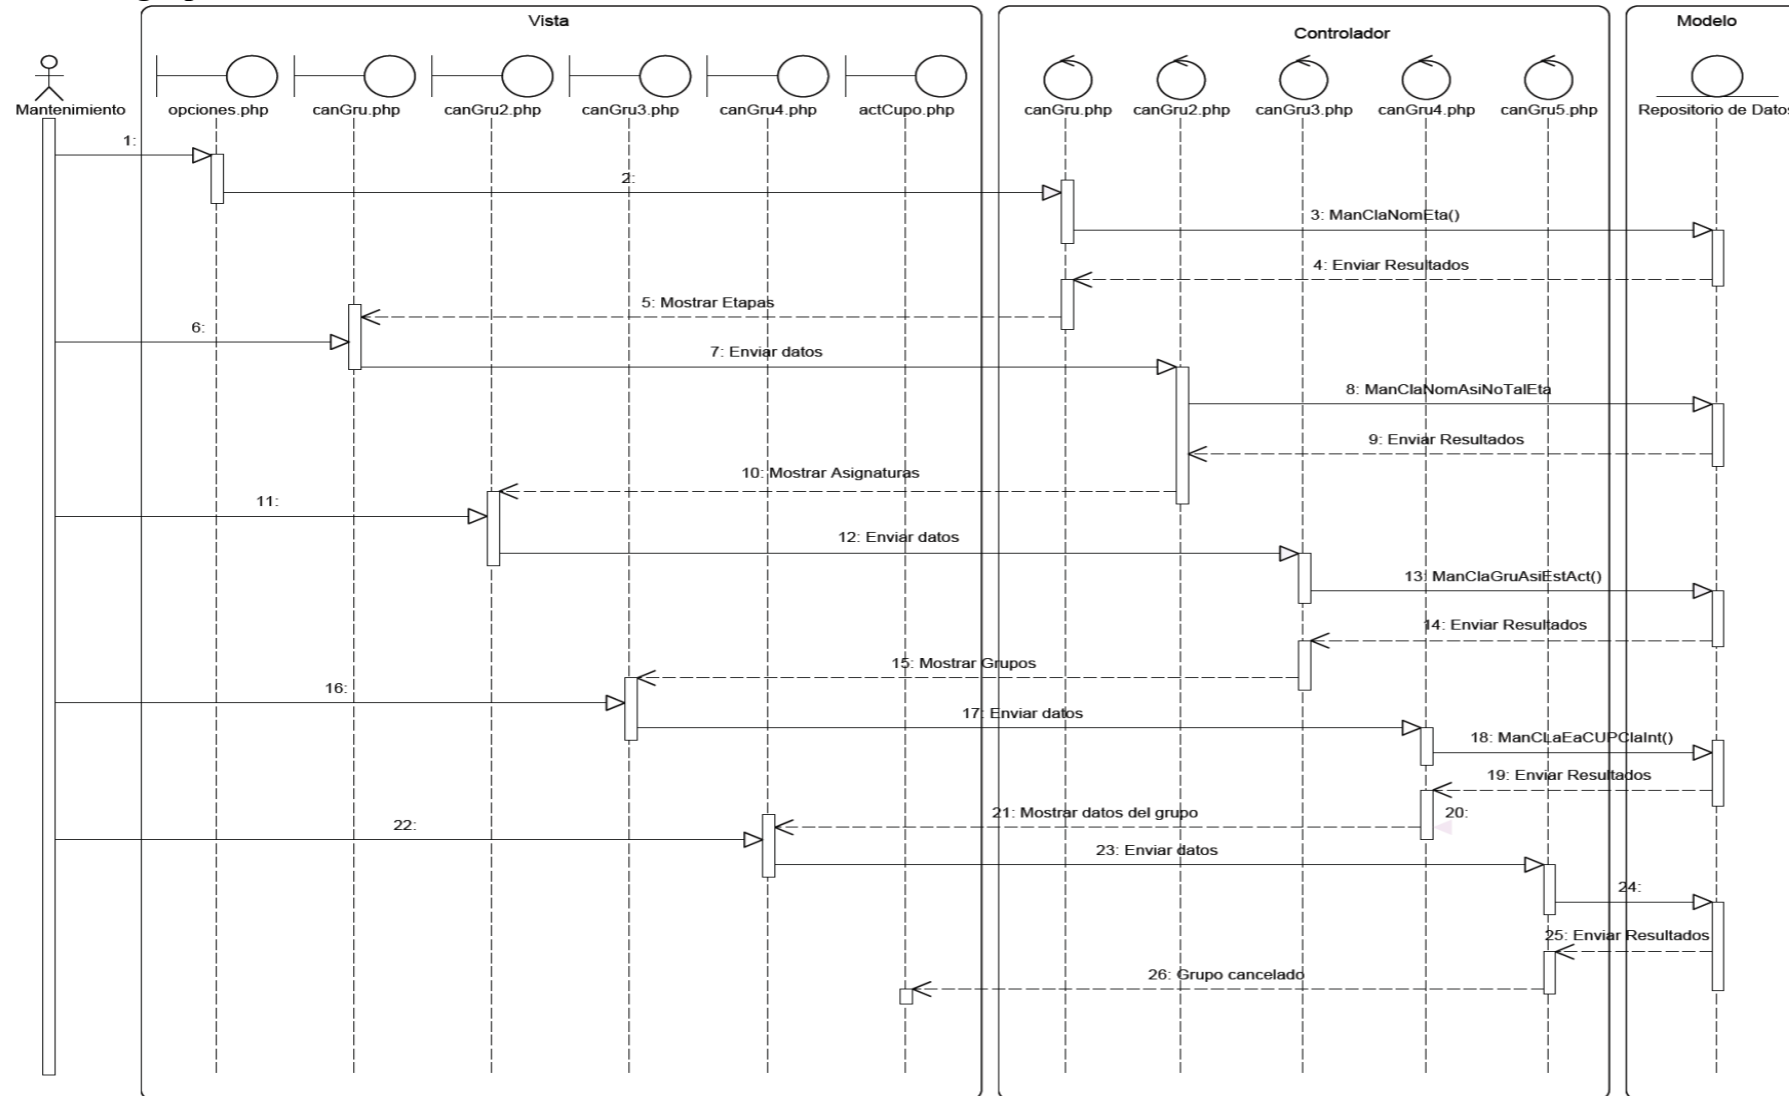 Vista
Controlador
Modelo
Mantenimiento
opciones.php
canGru.php
canGru2.php
canGru3.php
canGru4.php
actCupo.php
canGru.php
canGru2.php
canGru3.php
canGru4.php
canGru5.php
Repositorio de Datos
1:
2:
3: ManClaNomEta()
4: Enviar Resultados
5: Mostrar Etapas
6:
7: Enviar datos
8: ManClaNomAsiNoTalEta
9: Enviar Resultados
10: Mostrar Asignaturas
11:
12: Enviar datos
13: ManClaGruAsiEstAct()
14: Enviar Resultados
15: Mostrar Grupos
16:
17: Enviar datos
18: ManCLaEaCUPClaInt()
19: Enviar Resultados
20:
21: Mostrar datos del grupo
22:
23: Enviar datos
24:
25: Enviar Resultados
26: Grupo cancelado